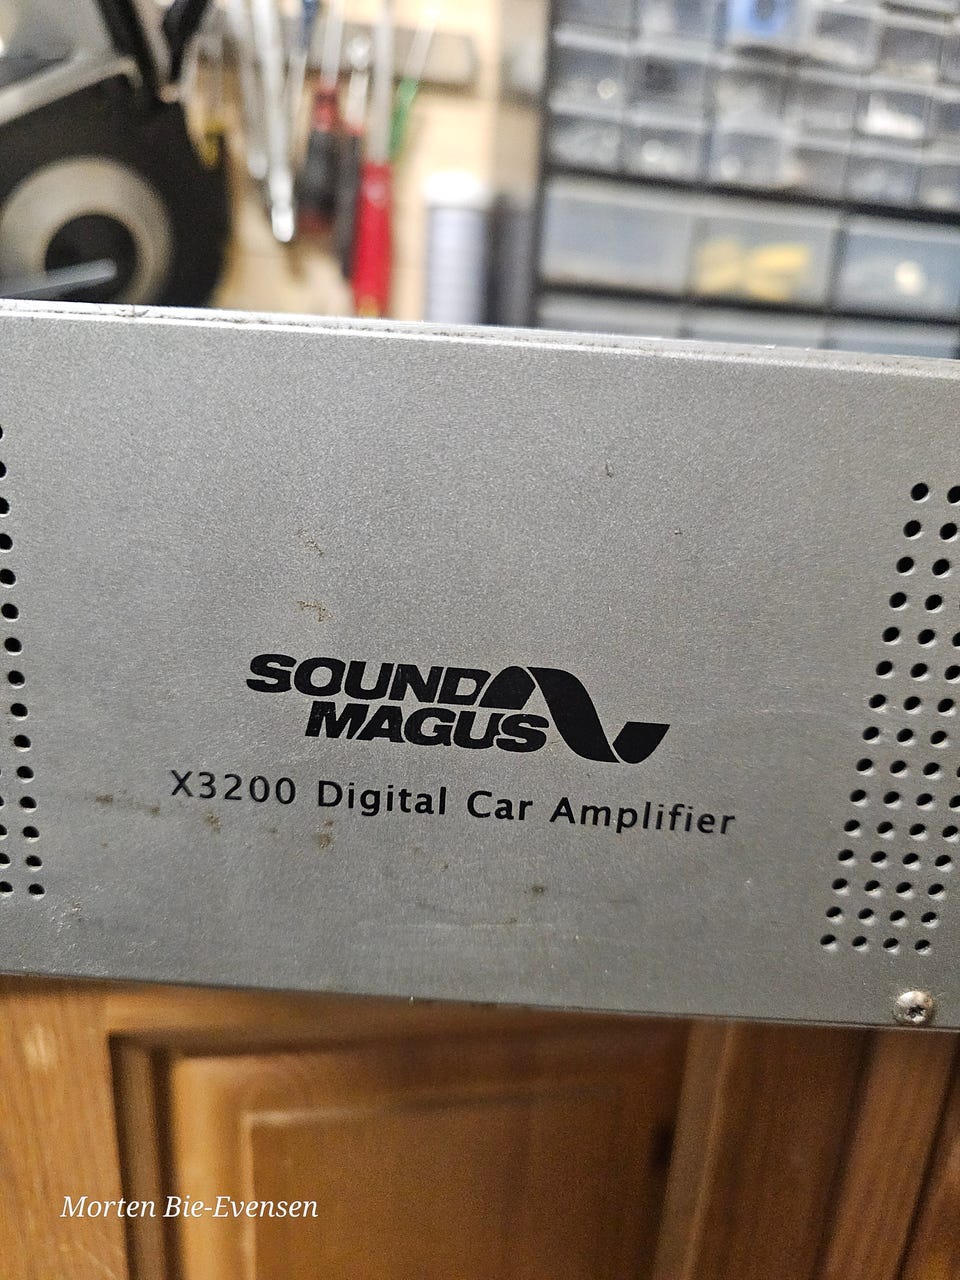 SOUND
MAGUS
X3200 Digital Car Amplifier
Morten Bie-Evensen